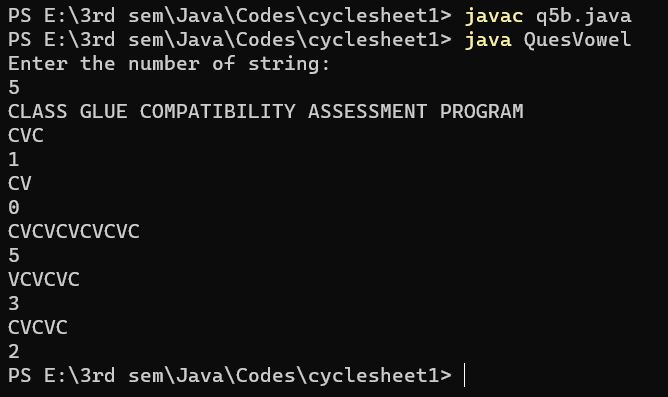 PS E:\3rd sem\Java\Codes\cyclesheet1> javac q5b.java
PS E:\3rd sem\Java\Codes\cyclesheet1> java QuesVowel
Enter the number of string:
5
CLASS GLUE COMPATIBILITY ASSESSMENT PROGRAM
CVC
1
CV
0
CVCVCVCVCVC
5
VCVCVC
3
CVCVC
2
PS E:\3rd sem\Java\Codes\cyclesheet1>